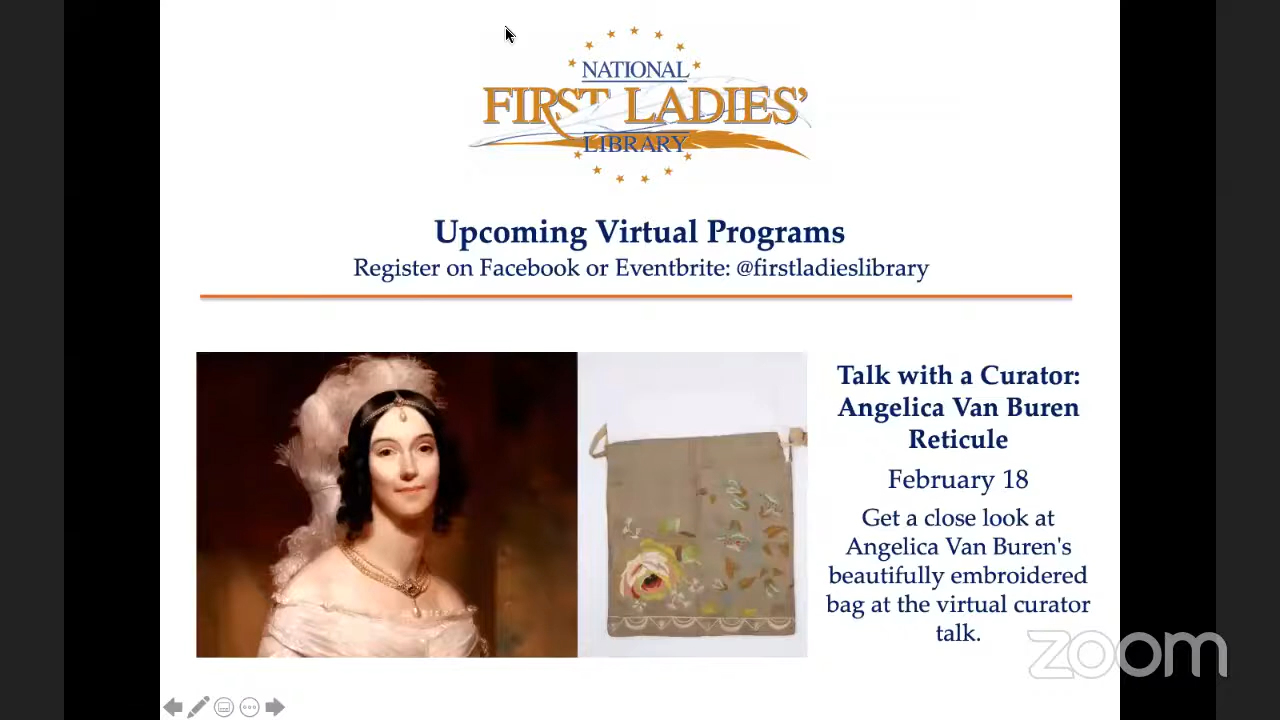 NATIONAL
FIRST LADIES’
LIBRARY
Upcoming Virtual Programs
Register on Facebook or Eventbrite: @firstladieslibrary
Talk with a Curator:
Angelica Van Buren
Reticule
February 18
Get a close look at
Angelica Van Buren's
beautifully embroidered
bag at the virtual curator
talk.
zoom